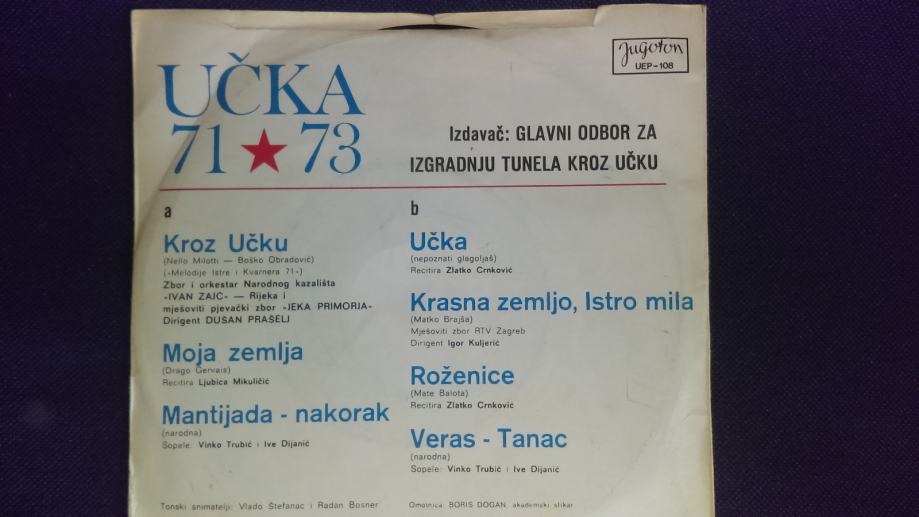 UČKA
71 ★ 73
Jugoton
UEP-108
Izdavač: GLAVNI ODBOR ZA
IZGRADNJU TUNELA KROZ UČKU
a
Kroz Učku
(Nello Milotti — Boško Obradović)
(»Melodije Istre i Kvarnera 71«)
Zbor i orkestar Narodnog kazališta
»IVAN ZAJC« — Rijeka i
mješoviti pjevački zbor »JEKA PRIMORJA«
Dirigent DUŠAN PRAŠELJ
Moja zemlja
(Drago Gervais)
Recitira Ljubica Mikuličić
Mantijada - nakorak
(narodna)
Sopele: Vinko Trubić i Ive Dijanić
b
Učka
(nepoznati glagoljaš)
Recitira Zlatko Crnković
Krasna zemljo, Istro mila
(Matko Brajša)
Mješoviti zbor RTV Zagreb
Dirigent Igor Kuljerić
Roženice
(Mate Balota)
Recitira Zlatko Crnković
Veras - Tanac
(narodna)
Sopele: Vinko Trubić i Ive Dijanić
Tonski snimatelji: Vlado Štefanac i Radan Bosner
Omotnica: BORIS DOGAN, akademski slikar